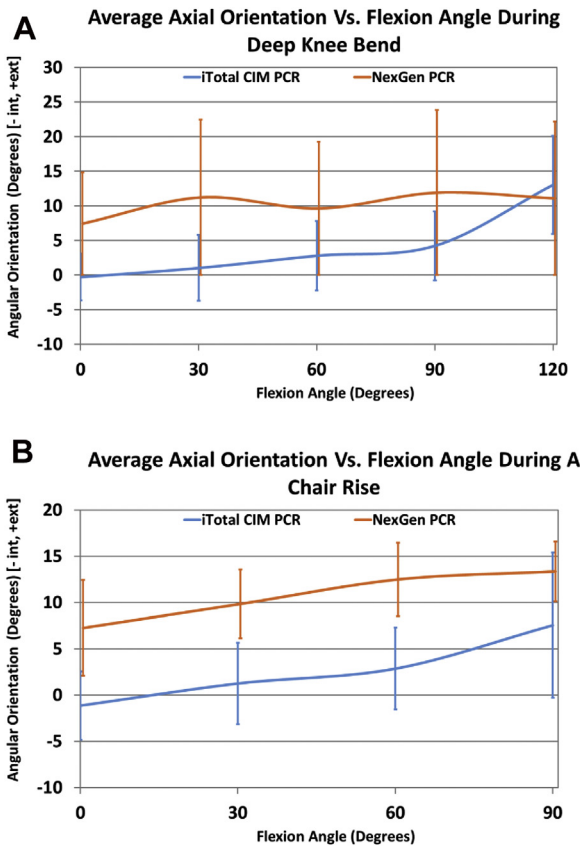 A
Average Axial Orientation Vs. Flexion Angle During
Deep Knee Bend
iTotal CIM PCR NexGen PCR
Angular Orientation (Degrees) [- int, +ext]
30
25
20
15
10
5
0
-5
-10
0 30 60 90 120
Flexion Angle (Degrees)
B
Average Axial Orientation Vs. Flexion Angle During A
Chair Rise
iTotal CIM PCR NexGen PCR
Angular Orientation (Degrees) [- int, +ext]
20
15
10
5
0
-5
-10
0 30 60 90
Flexion Angle (Degrees)